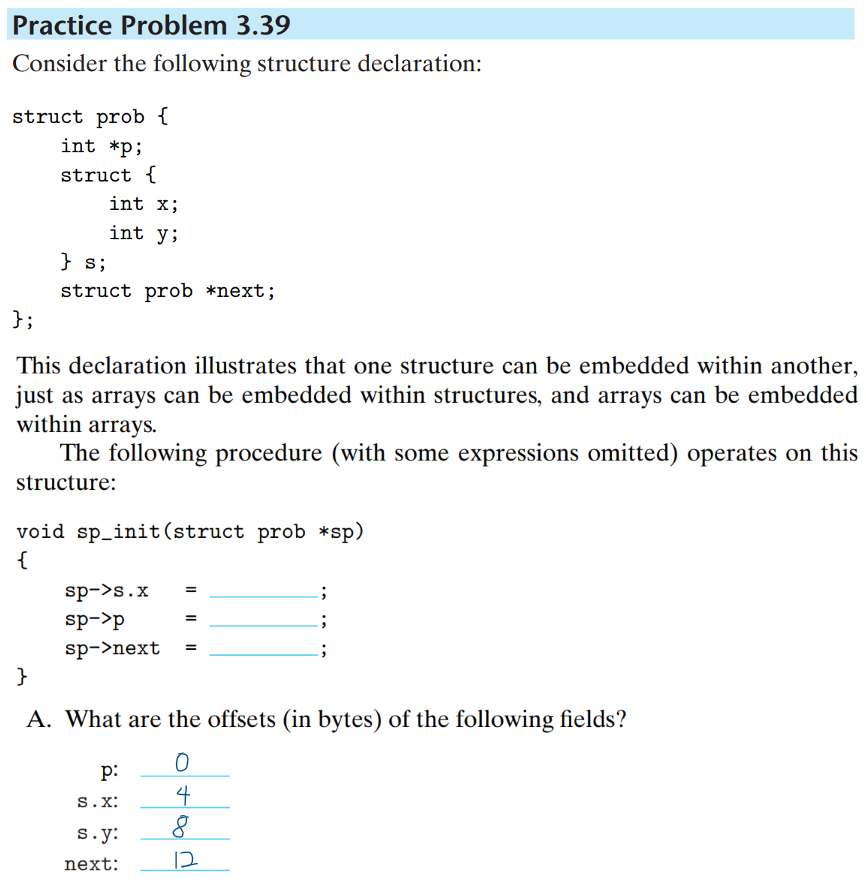 Practice Problem 3.39
Consider the following structure declaration:
struct prob {
    int *p;
    struct {
        int x;
        int y;
    } s;
    struct prob *next;
};
This declaration illustrates that one structure can be embedded within another,
just as arrays can be embedded within structures, and arrays can be embedded
within arrays.
The following procedure (with some expressions omitted) operates on this
structure:
void sp_init(struct prob *sp)
{
    sp->s.x = ;
    sp->p = ;
    sp->next = ;
}
A. What are the offsets (in bytes) of the following fields?
p: 0
s.x: 4
s.y: 8
next: 12